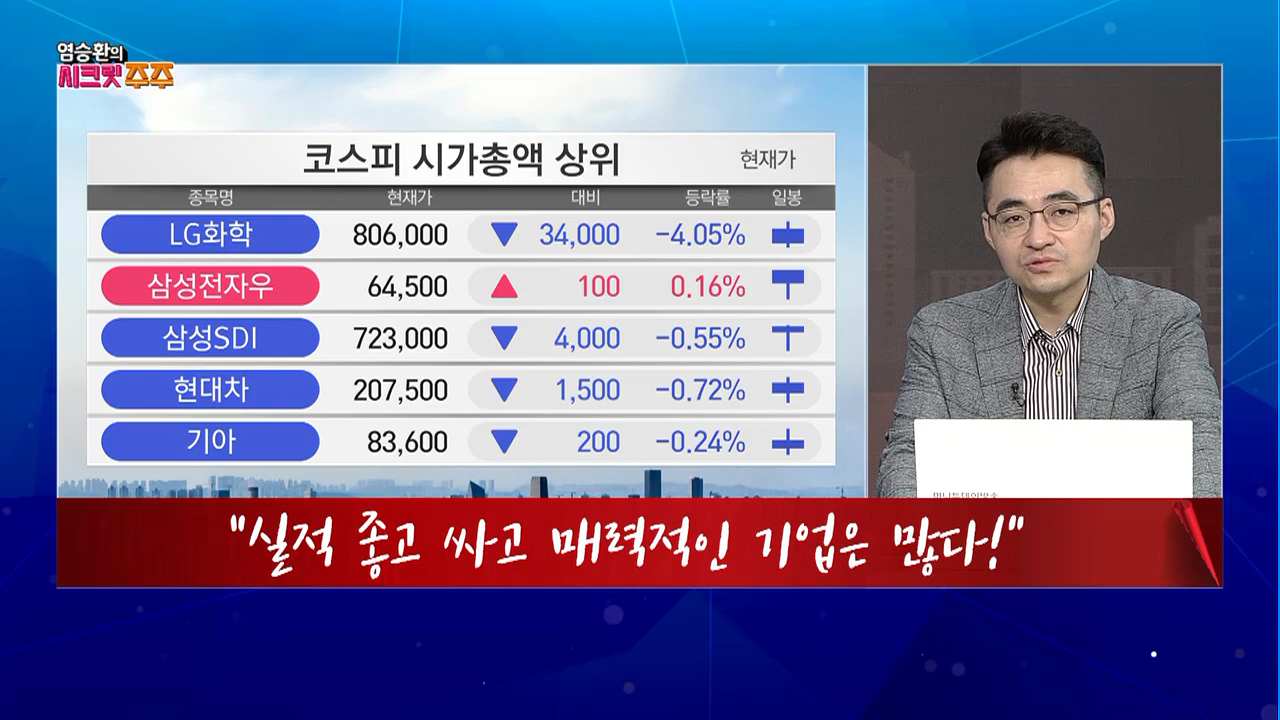 염승환의
시크릿 주주
코스피 시가총액 상위 현재가
종목명 현재가 대비 등락률 일봉
LG화학 806,000 ▼ 34,000 -4.05%
삼성전자우 64,500 ▲ 100 0.16%
삼성SDI 723,000 ▼ 4,000 -0.55%
현대차 207,500 ▼ 1,500 -0.72%
기아 83,600 ▼ 200 -0.24%
"실적 좋고 싸고 매력적인 기업은 많다!"